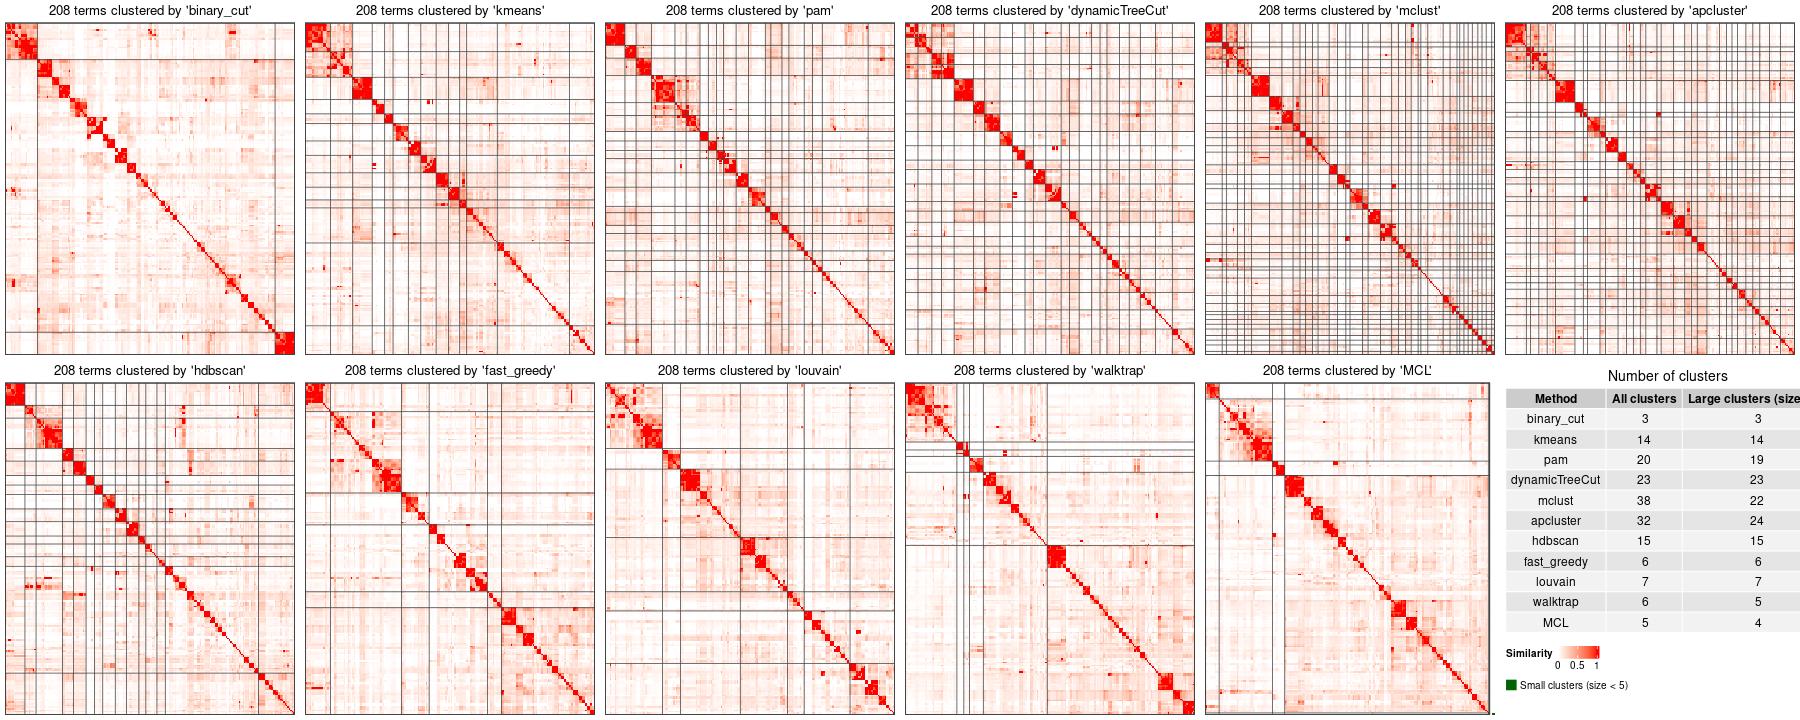 208 terms clustered by 'binary_cut'
208 terms clustered by 'kmeans'
208 terms clustered by 'pam'
208 terms clustered by 'dynamicTreeCut'
208 terms clustered by 'mclust'
208 terms clustered by 'apcluster'
208 terms clustered by 'hdbscan'
208 terms clustered by 'fast_greedy'
208 terms clustered by 'louvain'
208 terms clustered by 'walktrap'
208 terms clustered by 'MCL'
Number of clusters
Method All clusters Large clusters (size
binary_cut 3 3
kmeans 14 14
pam 20 19
dynamicTreeCut 23 23
mclust 38 22
apcluster 32 24
hdbscan 15 15
fast_greedy 6 6
louvain 7 7
walktrap 6 5
MCL 5 4
Similarity
0 0.5 1
Small clusters (size < 5)